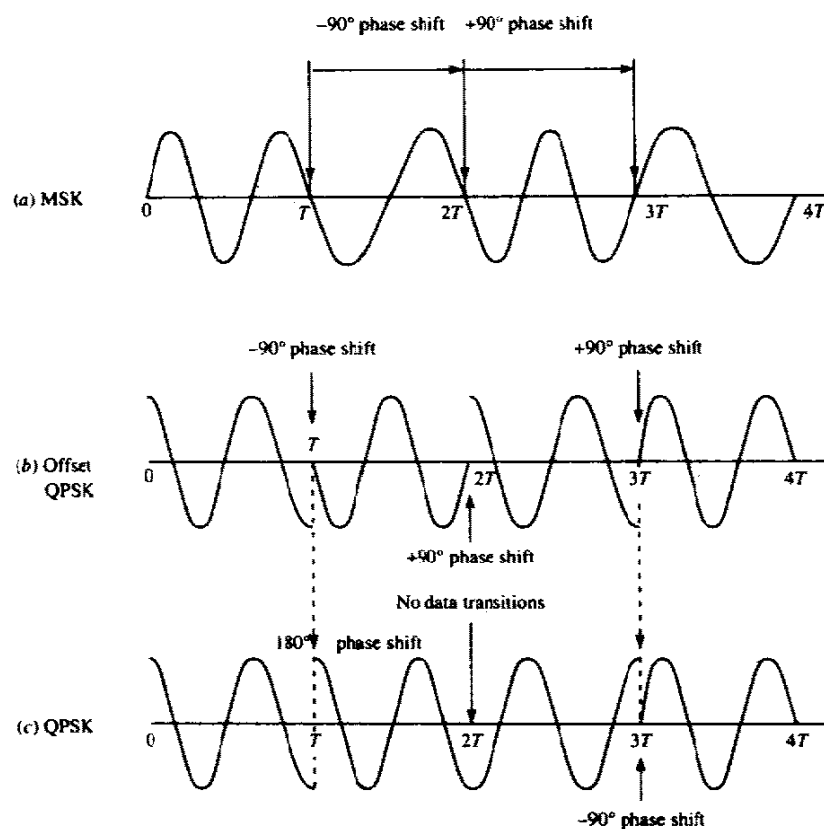 –90° phase shift +90° phase shift
(a) MSK
0 T 2T 3T 4T
–90° phase shift +90° phase shift
T
(b) Offset
QPSK
0 2T 3T 4T
+90° phase shift
No data transitions
180° phase shift
(c) QPSK
0 T 2T 3T 4T
–90° phase shift